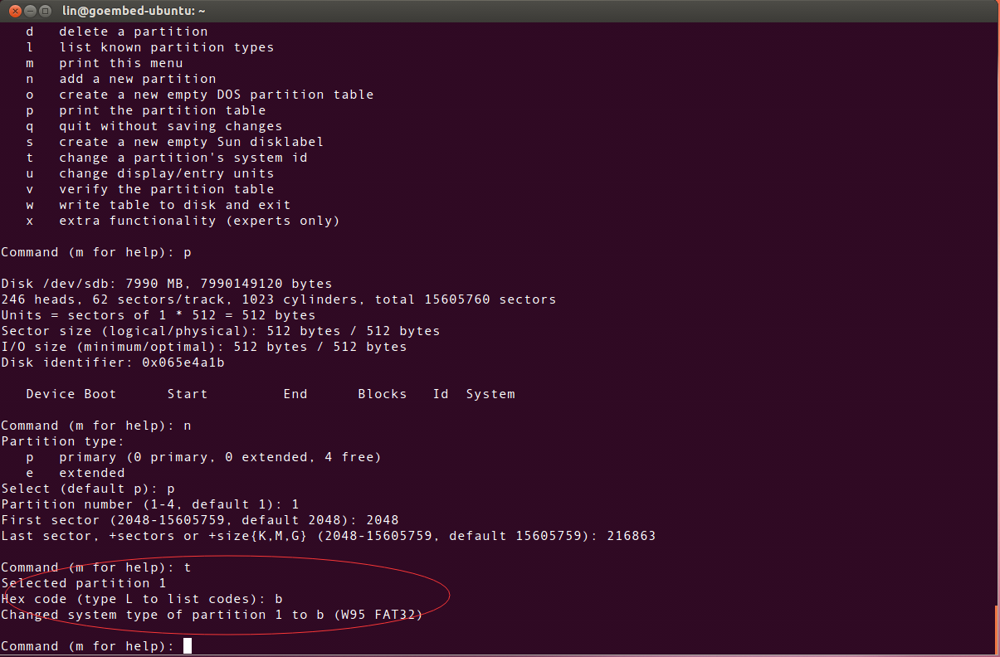 lin@goembed-ubuntu: ~
d   delete a partition
l   list known partition types
m   print this menu
n   add a new partition
o   create a new empty DOS partition table
p   print the partition table
q   quit without saving changes
s   create a new empty Sun disklabel
t   change a partition's system id
u   change display/entry units
v   verify the partition table
w   write table to disk and exit
x   extra functionality (experts only)
Command (m for help): p
Disk /dev/sdb: 7990 MB, 7990149120 bytes
246 heads, 62 sectors/track, 1023 cylinders, total 15605760 sectors
Units = sectors of 1 * 512 = 512 bytes
Sector size (logical/physical): 512 bytes / 512 bytes
I/O size (minimum/optimal): 512 bytes / 512 bytes
Disk identifier: 0x065e4a1b
Device Boot      Start         End      Blocks   Id  System
Command (m for help): n
Partition type:
p   primary (0 primary, 0 extended, 4 free)
e   extended
Select (default p): p
Partition number (1-4, default 1): 1
First sector (2048-15605759, default 2048): 2048
Last sector, +sectors or +size{K,M,G} (2048-15605759, default 15605759): 216863
Command (m for help): t
Selected partition 1
Hex code (type L to list codes): b
Changed system type of partition 1 to b (W95 FAT32)
Command (m for help):